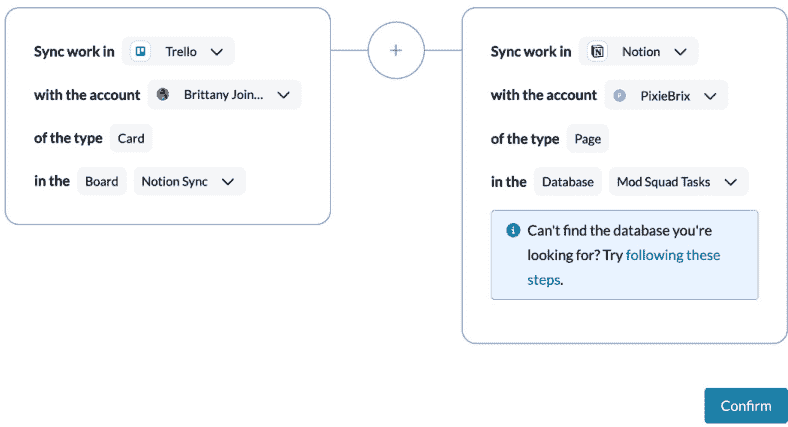 Sync work in Trello
with the account Brittany Join...
of the type Card
in the Board Notion Sync
Sync work in Notion
with the account P PixieBrix
of the type Page
in the Database Mod Squad Tasks
Can't find the database you're
looking for? Try following these
steps.
Confirm